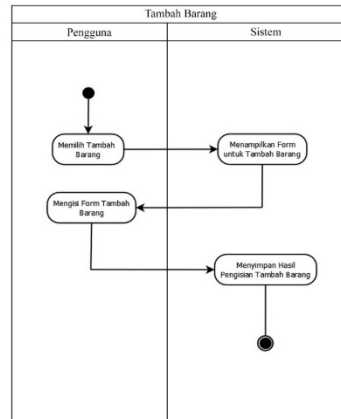 Tambah Barang
Pengguna
Sistem
Memilih Tambah
Barang
Menampilkan Form
untuk Tambah Barang
Mengisi Form Tambah
Barang
Menyimpan Hasil
Pengisian Tambah Barang